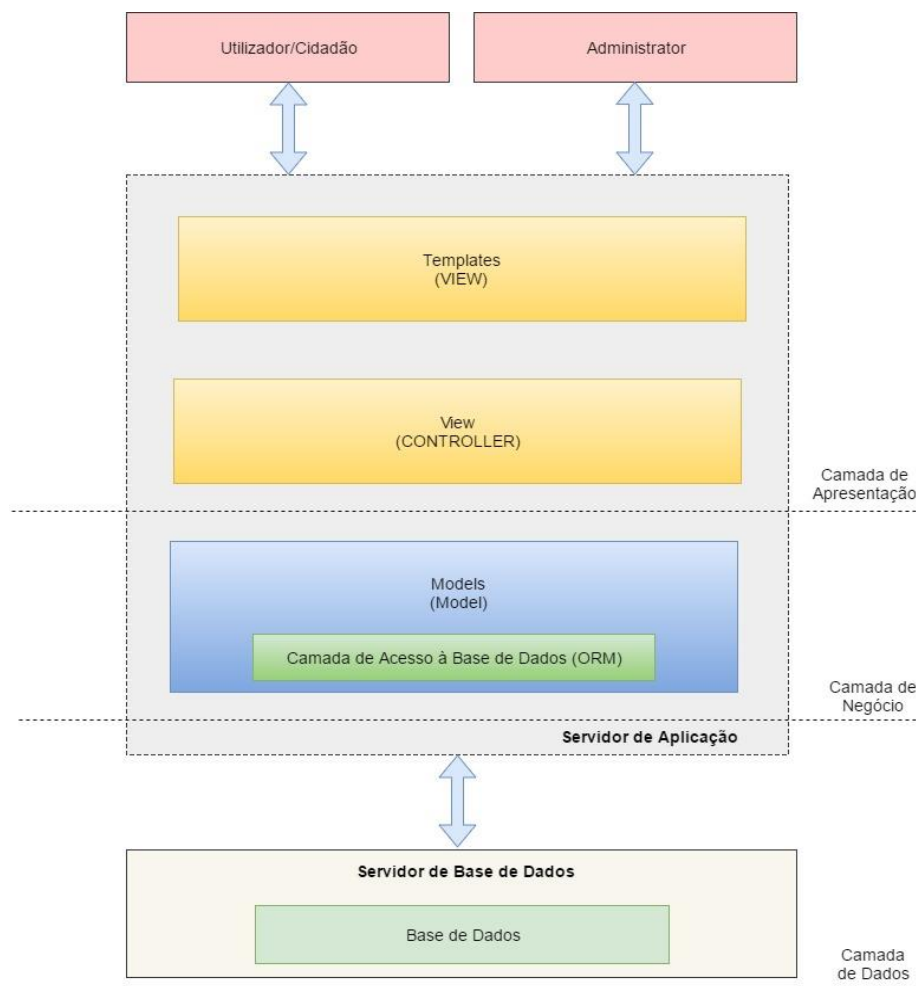 Utilizador/Cidadão
Administrator
Templates
(VIEW)
View
(CONTROLLER)
Camada de
Apresentação
Models
(Model)
Camada de Acesso à Base de Dados (ORM)
Camada de
Negócio
Servidor de Aplicação
Servidor de Base de Dados
Base de Dados
Camada
de Dados